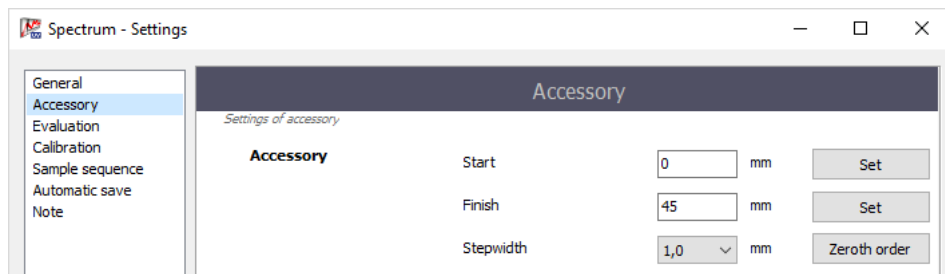 Spectrum - Settings
General
Accessory
Evaluation
Calibration
Sample sequence
Automatic save
Note
Accessory
Settings of accessory
Accessory
Start 0 mm Set
Finish 45 mm Set
Stepwidth 1,0 mm Zeroth order